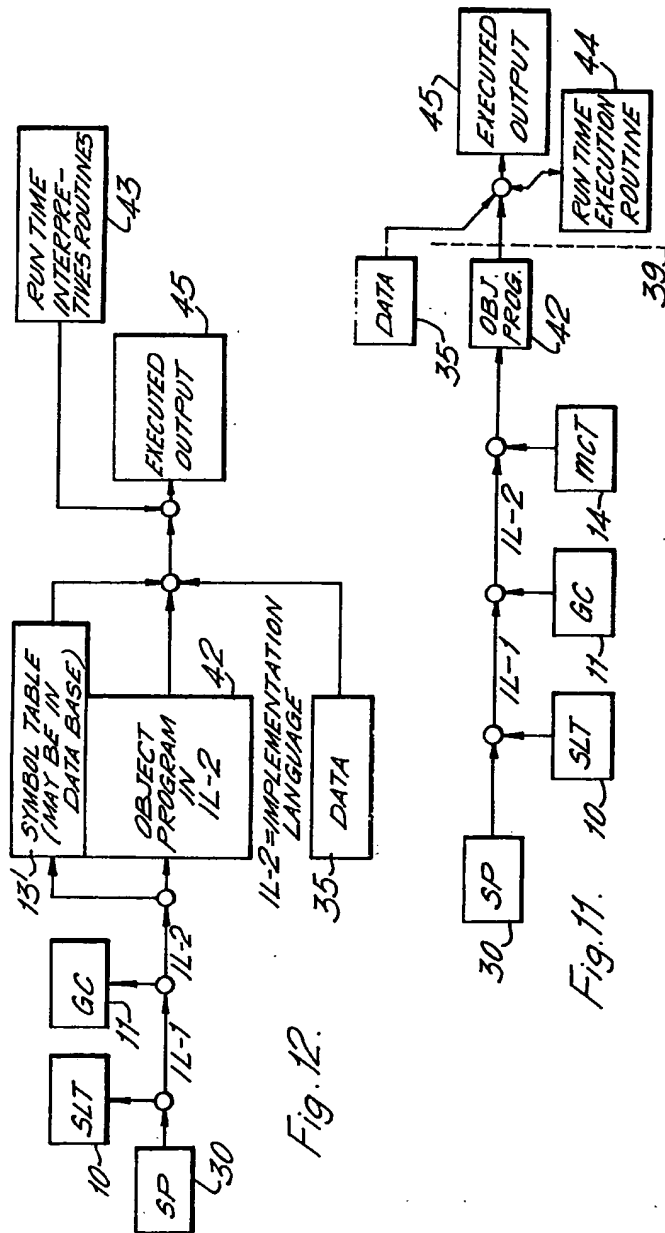 RUN TIME
INTERPRE-
TIVES ROUTINES
43
SYMBOL TABLE
(MAY BE IN
DATA BASE)
13'
EXECUTED
OUTPUT
45
OBJECT
PROGRAM
IN
IL-2
42
SLT
10
GC
11
SP
30
IL-1
IL-2
IL-2=IMPLEMENTATION
LANGUAGE
DATA
35
Fig. 12.
DATA
35
EXECUTED
OUTPUT
45
OBJ.
PROG.
42
RUN TIME
EXECUTION
ROUTINE
44
39
SP
30
IL-1
IL-2
SLT
10
GC
11
MCT
14
Fig. 11.